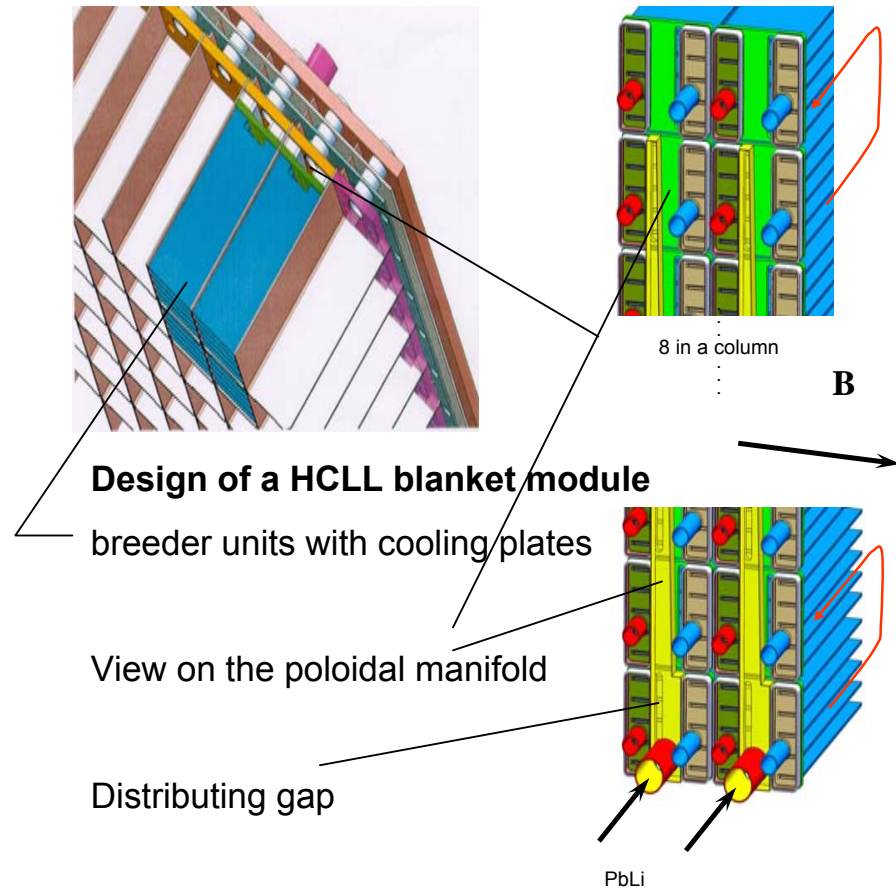 8 in a column
B
Design of a HCLL blanket module
breeder units with cooling plates
View on the poloidal manifold
Distributing gap
PbLi